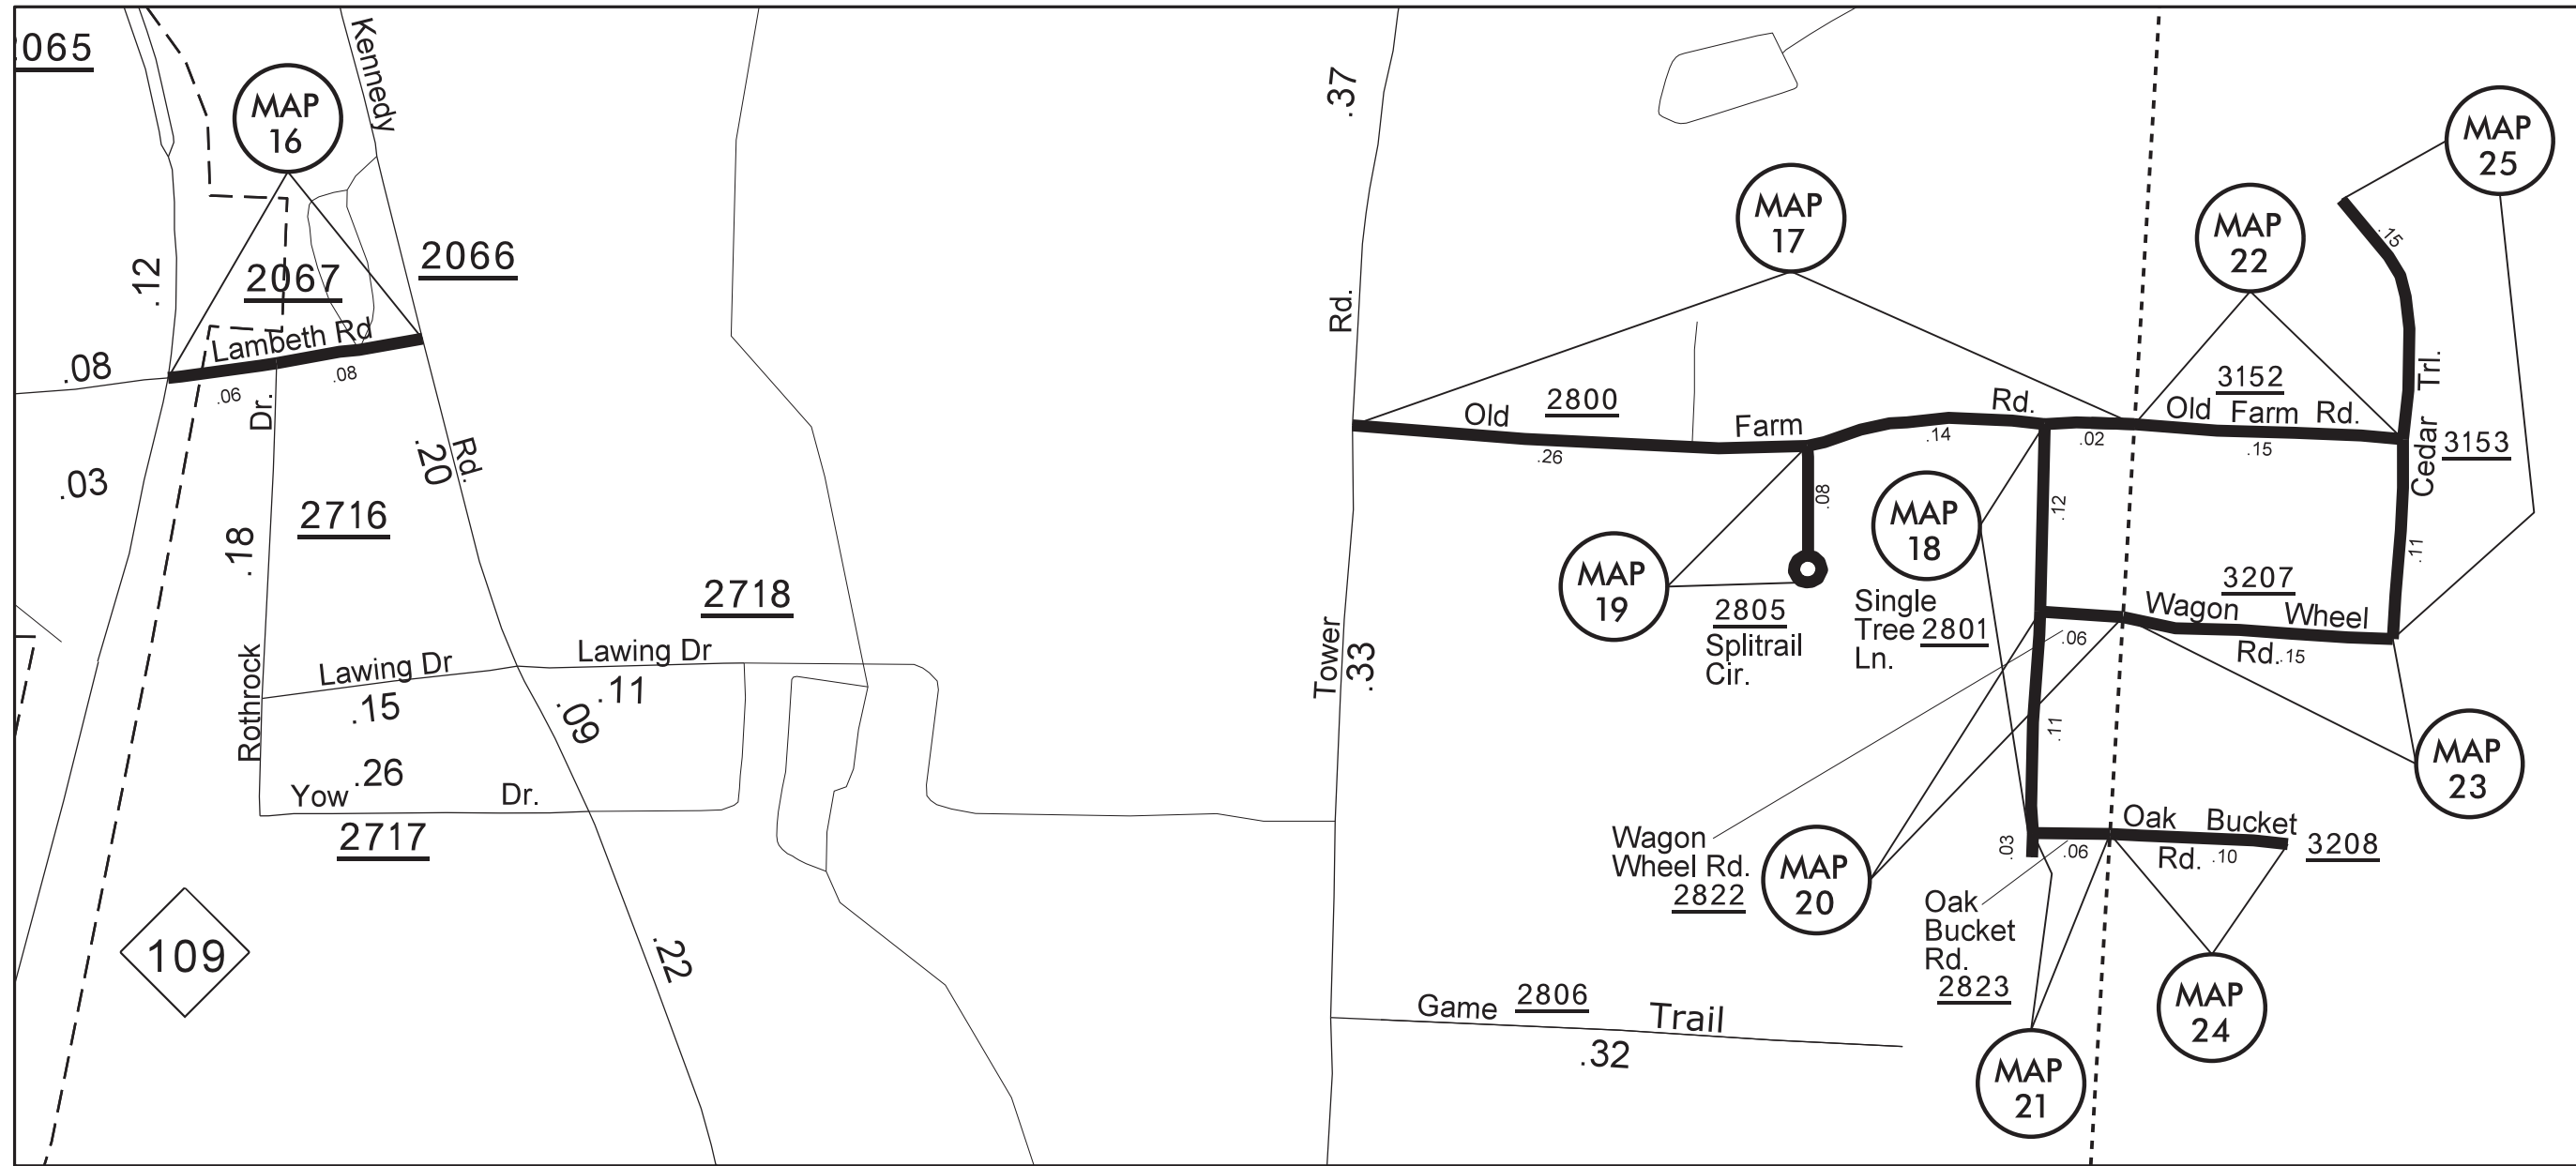 065
Kennedy
MAP
16
.37
MAP
25
MAP
17
MAP
22
2066
2067
.12
.15
Lambeth Rd
Rd.
.08
.06
.08
Dr.
Trl.
3152
Old
2800
Farm
Rd.
Old Farm Rd.
.26
.14
.02
.15
Cedar
3153
Rd.
.20
.03
2716
.18
.08
MAP
18
.12
.11
MAP
19
2718
3207
Wagon Wheel
Rd.
.15
2805
Splitrail
Cir.
Single
Tree 2801
Ln.
.06
Tower
.33
Rothrock
Lawing Dr
.15
Lawing Dr
.11
.09
.11
MAP
23
.26
Yow Dr.
2717
Wagon
Wheel Rd.
2822
MAP
20
.03
.06
Oak Bucket
Rd.
.10
3208
Oak
Bucket
Rd.
2823
109
.22
Game 2806 Trail
.32
MAP
24
MAP
21